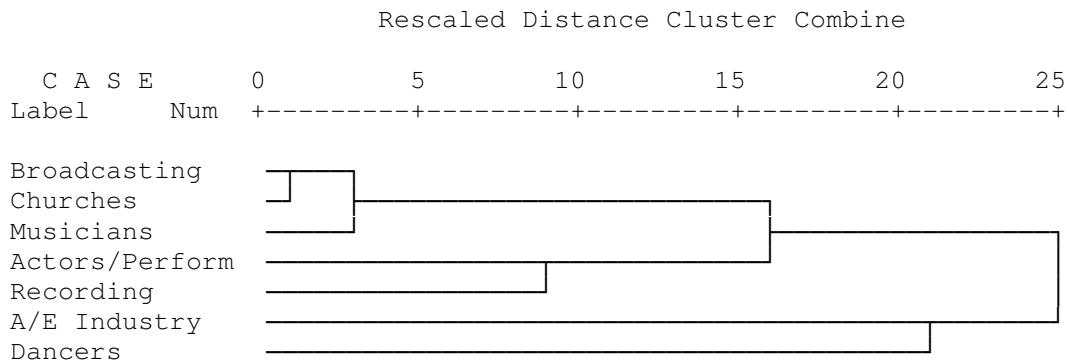 Rescaled Distance Cluster Combine
C A S E 0 5 10 15 20 25
Label Num +---------+---------+---------+---------+---------+
Broadcasting
Churches
Musicians
Actors/Perform
Recording
A/E Industry
Dancers